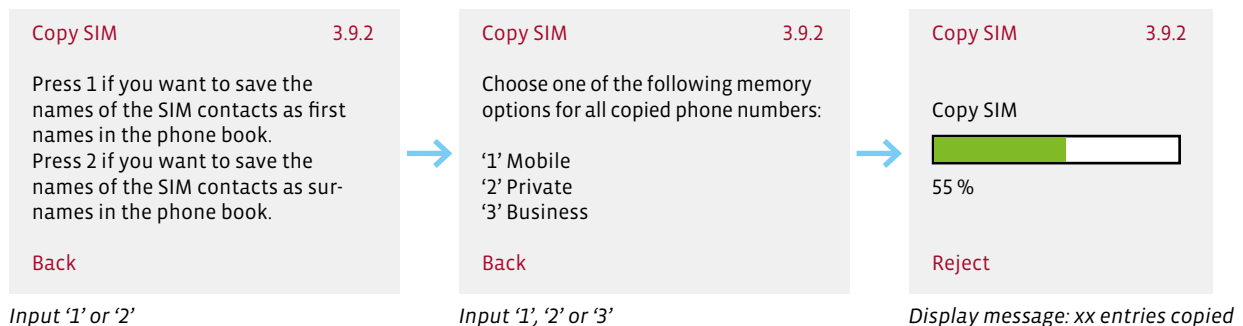 Copy SIM 3.9.2
Press 1 if you want to save the
names of the SIM contacts as first
names in the phone book.
Press 2 if you want to save the
names of the SIM contacts as sur-
names in the phone book.
Back
Input ‘1’ or ‘2’
Copy SIM 3.9.2
Choose one of the following memory
options for all copied phone numbers:
‘1’ Mobile
‘2’ Private
‘3’ Business
Back
Input ‘1’, ‘2’ or ‘3’
Copy SIM 3.9.2
Copy SIM
55 %
Reject
Display message: xx entries copied